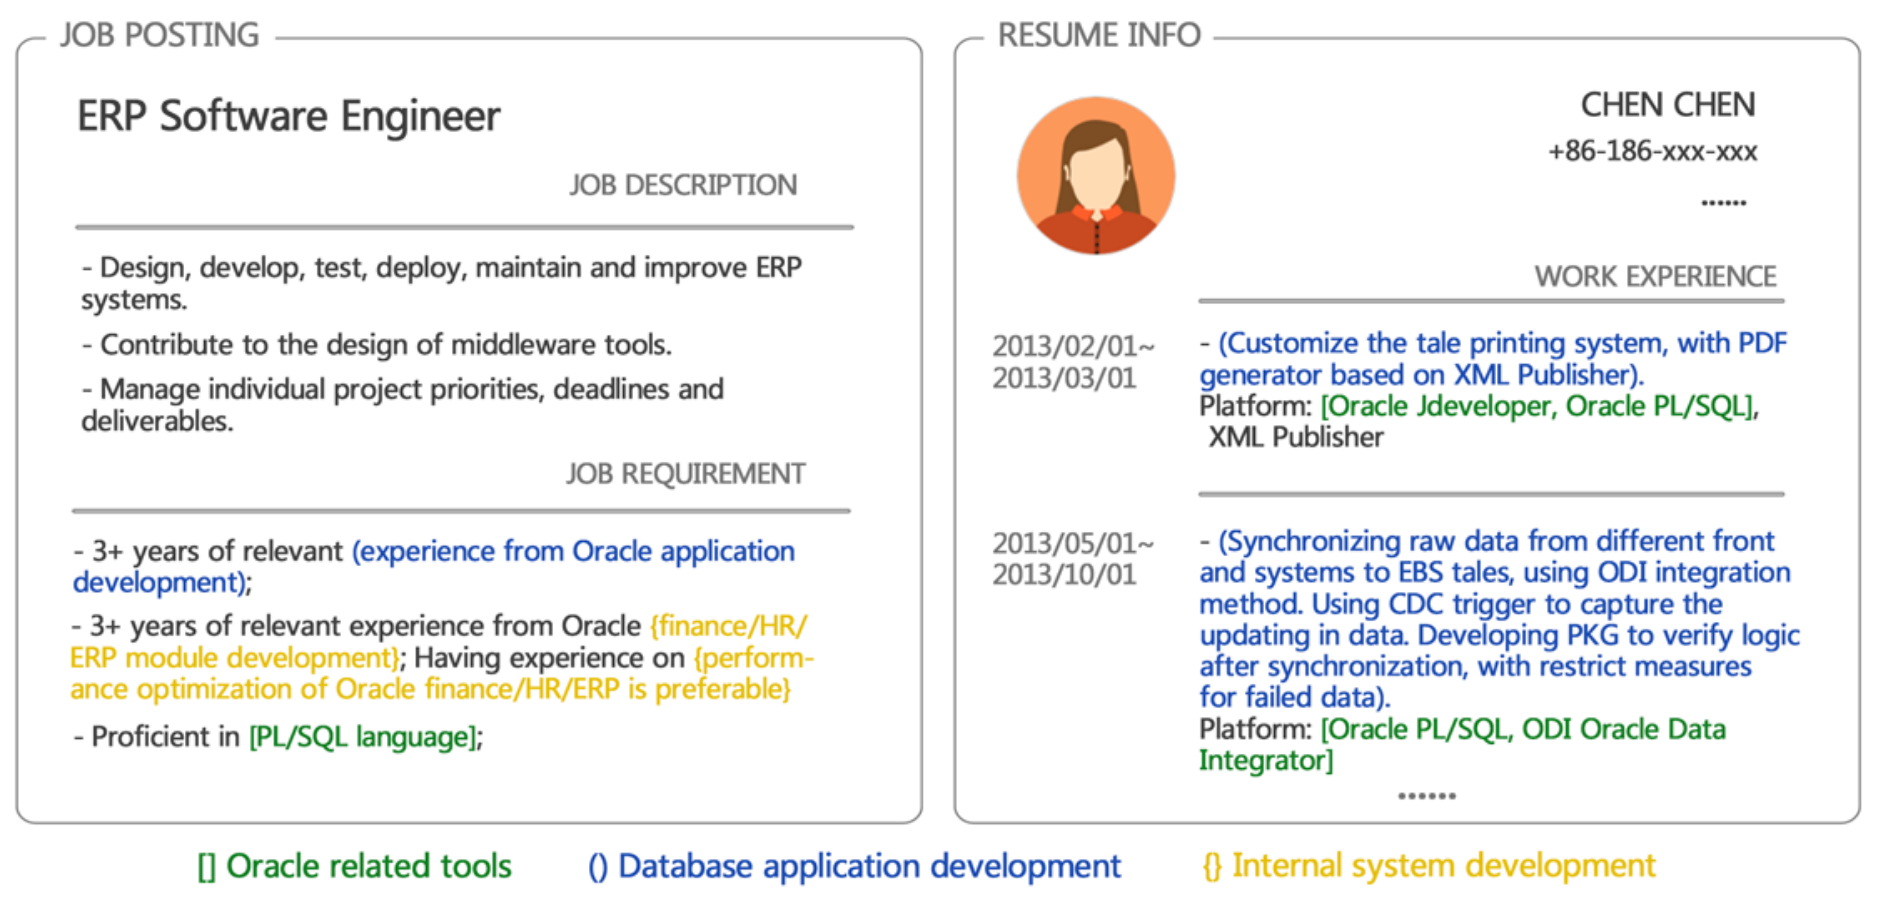 JOB POSTING
ERP Software Engineer
JOB DESCRIPTION
- Design, develop, test, deploy, maintain and improve ERP
systems.
- Contribute to the design of middleware tools.
- Manage individual project priorities, deadlines and
deliverables.
JOB REQUIREMENT
- 3+ years of relevant (experience from Oracle application
development);
- 3+ years of relevant experience from Oracle {finance/HR/
ERP module development}; Having experience on {perform-
ance optimization of Oracle finance/HR/ERP is preferable}
- Proficient in [PL/SQL language];
RESUME INFO
CHEN CHEN
+86-186-xxx-xxx
......
WORK EXPERIENCE
2013/02/01~
2013/03/01
- (Customize the tale printing system, with PDF
generator based on XML Publisher).
Platform: [Oracle Jdeveloper, Oracle PL/SQL],
XML Publisher
2013/05/01~
2013/10/01
- (Synchronizing raw data from different front
and systems to EBS tales, using ODI integration
method. Using CDC trigger to capture the
updating in data. Developing PKG to verify logic
after synchronization, with restrict measures
for failed data).
Platform: [Oracle PL/SQL, ODI Oracle Data
Integrator]
......
[] Oracle related tools
() Database application development
{} Internal system development